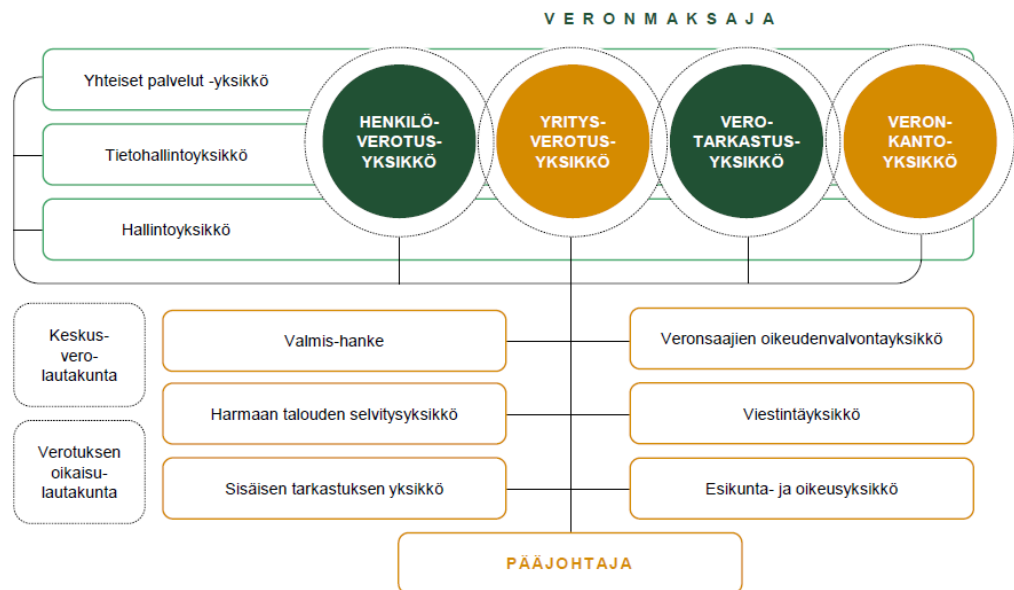 VERONMAKSAJA
Yhteiset palvelut -yksikkö
Tietohallintoyksikkö
Hallintoyksikkö
HENKILÖ-
VEROTUS-
YKSIKKÖ
YRITYS-
VEROTUS-
YKSIKKÖ
VERO-
TARKASTUS-
YKSIKKÖ
VERON-
KANTO-
YKSIKKÖ
Keskus-
vero-
lautakunta
Verotuksen
oikaisu-
lautakunta
Valmis-hanke
Harmaan talouden selvitysyksikkö
Sisäisen tarkastuksen yksikkö
Veronsaajien oikeudenvalvontayksikkö
Viestintäyksikkö
Esikunta- ja oikeusyksikkö
PÄÄJOHTAJA